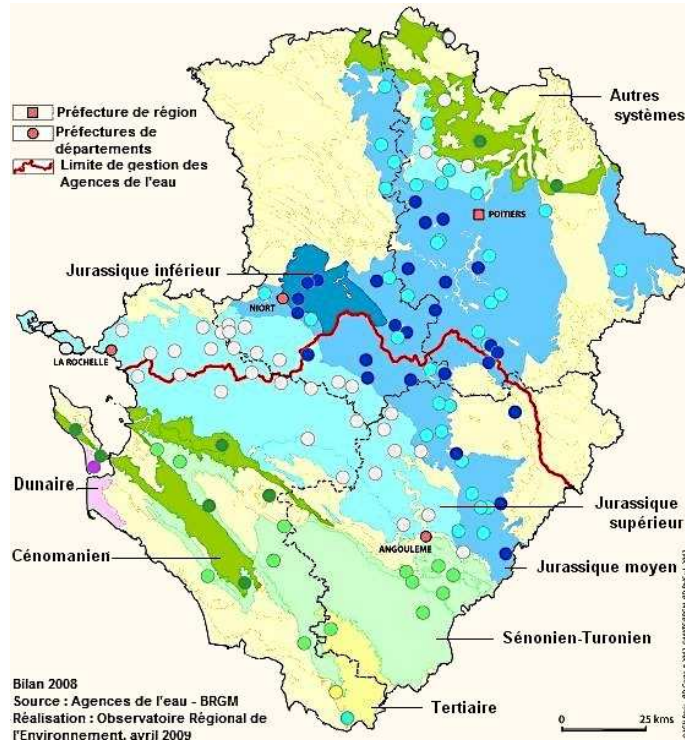 Préfecture de région
Préfectures de
départements
Limite de gestion des
Agences de l'eau
Autres
systèmes
POITIERS
Jurassique inférieur
NIORT
LA ROCHELLE
Dunaire
Jurassique
supérieur
ANGOULEME
Cénomanien
Jurassique moyen
Sénonien-Turonien
Tertiaire
Bilan 2008
Source : Agences de l'eau - BRGM
Réalisation : Observatoire Régional de
l'Environnement, avril 2009
0 25 kms